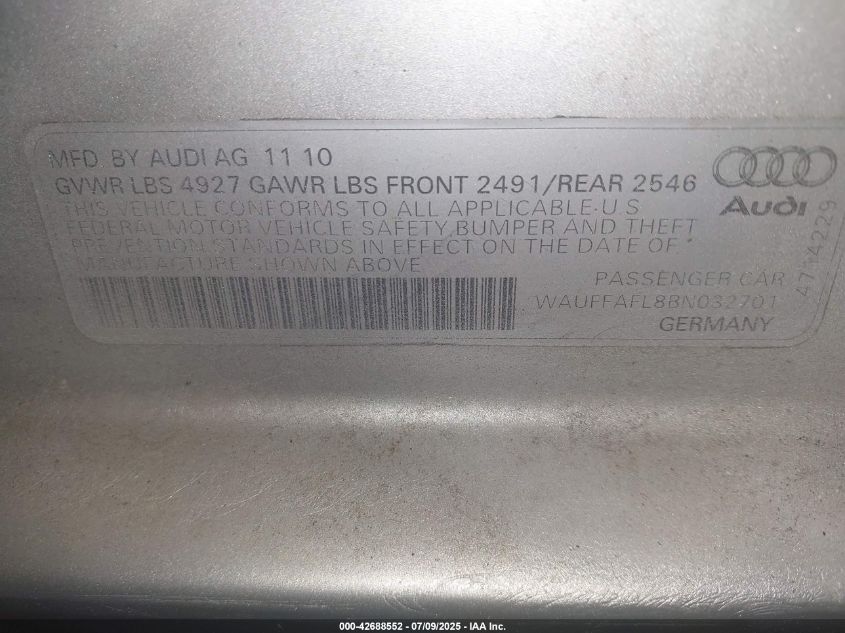 MFD BY AUDI AG 11 10
GVWR LBS 4927 GAWR LBS FRONT 2491/REAR 2546
THIS VEHICLE CONFORMS TO ALL APPLICABLE U.S
FEDERAL MOTOR VEHICLE SAFETY, BUMPER AND THEFT
PREVENTION STANDARDS IN EFFECT ON THE DATE OF
MANUFACTURE SHOWN ABOVE
Audi
PASSENGER CAR
WAUFFAFL8BN032701
GERMANY
4714229
000-42688552 | 07/09/2025 - IAA Inc.